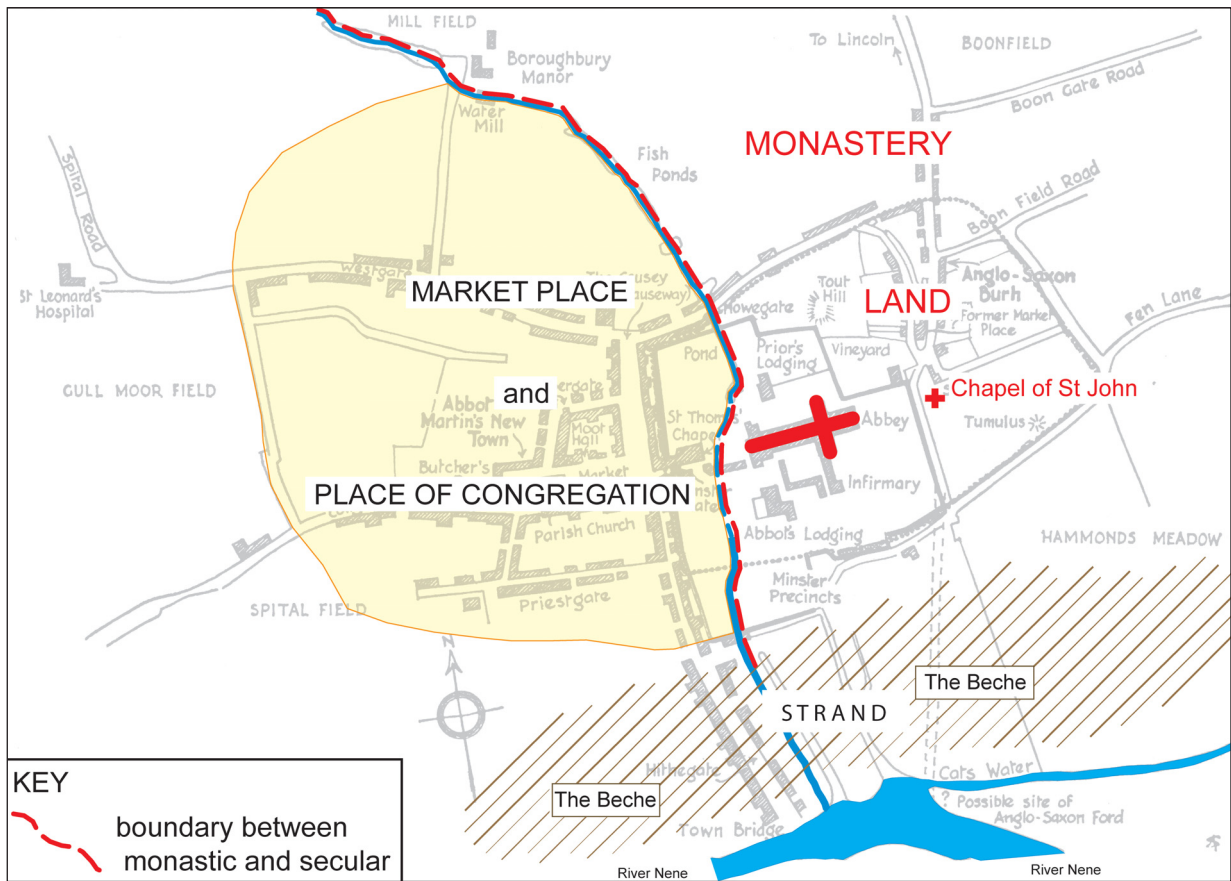 MILL FIELD
To Lincoln
BOONFIELD
Boroughbury
Manor
Boon Gate Road
Water
Mill
MONASTERY
Fish
Ponds
Spital
Road
Boon Field Road
Westgate
MARKET PLACE
Howegate
Tout
Hill
LAND
Anglo-Saxon
Burh
Former Market
Place
Fen Lane
St Leonard's
Hospital
Pond
Prior's
Lodging
Vineyard
GULL MOOR FIELD
and
Chapel of St John
Abbot
Martin's New
Town
Moot
Hall
St Thomas'
Abbey
Tumulus
Butcher's
Market
PLACE OF CONGREGATION
Infirmary
Parish Church
Abbot's Lodging
HAMMONDS MEADOW
Minster
Precincts
SPITAL FIELD
Priestgate
N
The Beche
STRAND
Hithegate
Cats Water
The Beche
? Possible site of
Anglo-Saxon Ford
Town Bridge
River Nene
River Nene
KEY
boundary between
monastic and secular